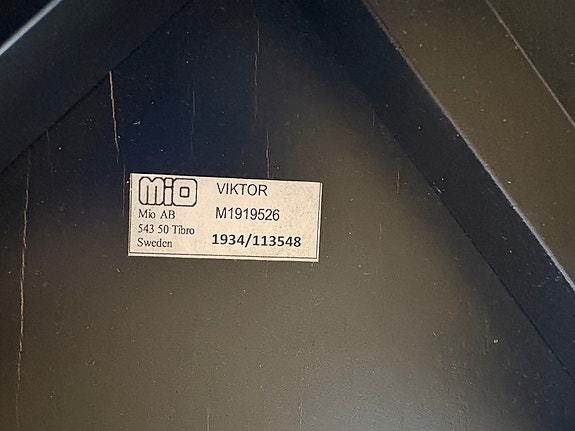 mio VIKTOR
Mio AB M1919526
543 50 Tibro
Sweden 1934/113548